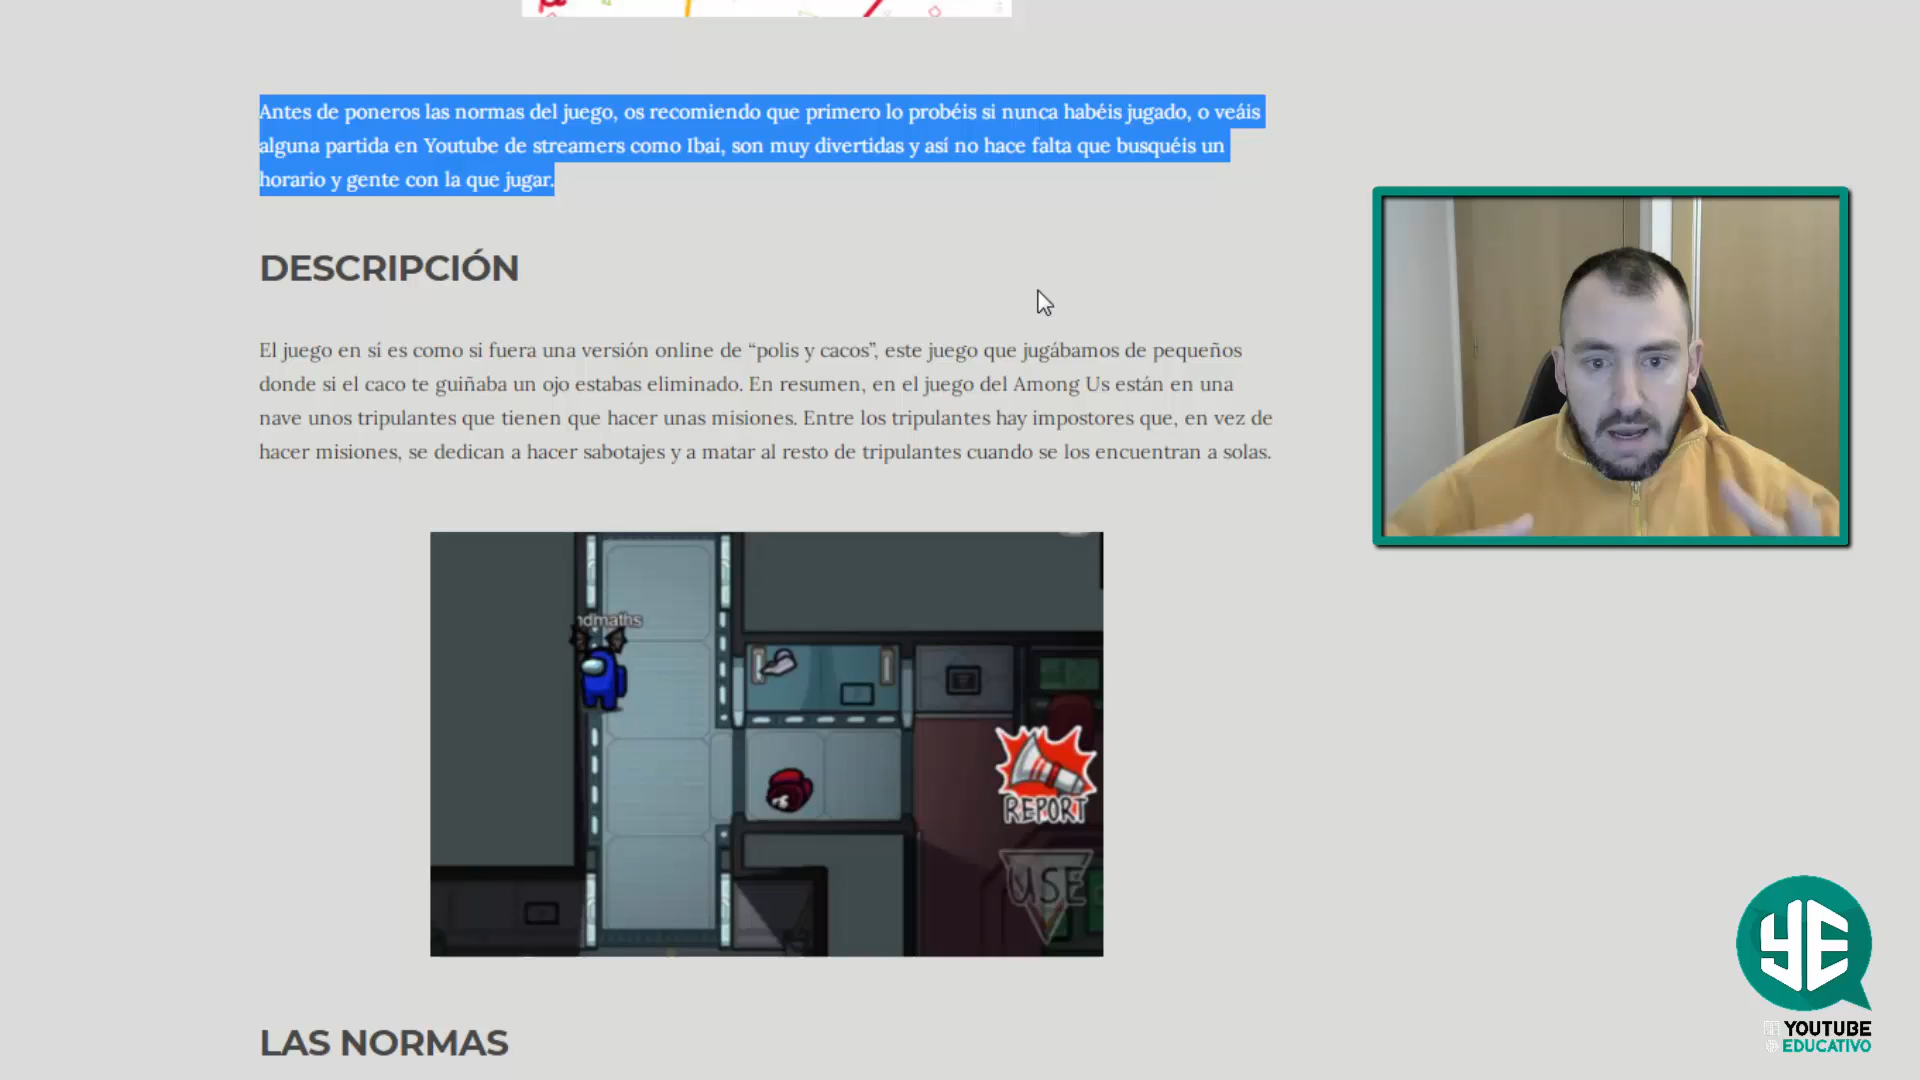 Antes de poneros las normas del juego, os recomiendo que primero lo probéis si nunca habéis jugado, o veáis
alguna partida en Youtube de streamers como Ibai, son muy divertidas y así no hace falta que busquéis un
horario y gente con la que jugar.
DESCRIPCIÓN
El juego en sí es como si fuera una versión online de “polis y cacos”, este juego que jugábamos de pequeños
donde si el caco te guiñaba un ojo estabas eliminado. En resumen, en el juego del Among Us están en una
nave unos tripulantes que tienen que hacer unas misiones. Entre los tripulantes hay impostores que, en vez de
hacer misiones, se dedican a hacer sabotajes y a matar al resto de tripulantes cuando se los encuentran a solas.
ndmaths
REPORT
USE
LAS NORMAS
YE
YOUTUBE
EDUCATIVO